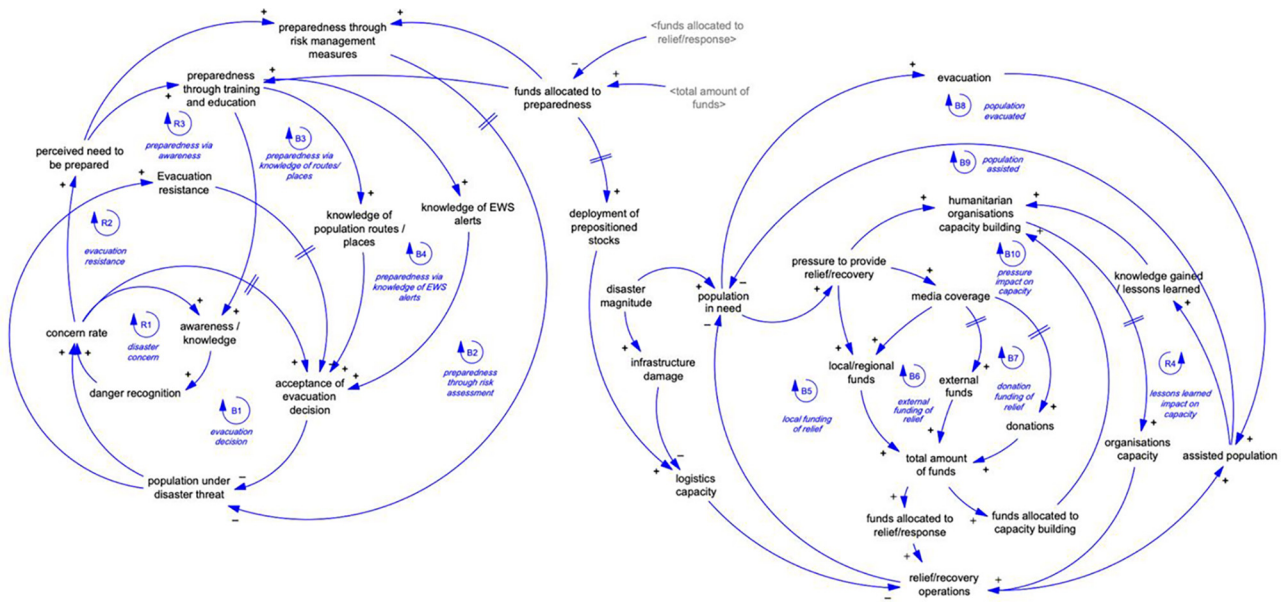 preparedness through
risk management
measures
<funds allocated to
relief/response>
preparedness
through training
and education
funds allocated to
preparedness
<total amount of
funds>
evacuation
B8
population
evacuated
R3
preparedness via
awareness
B3
preparedness via
knowledge of routes/
places
perceived need to
be prepared
B9
population
assisted
Evacuation
resistance
knowledge of
population routes /
places
knowledge of EWS
alerts
deployment of
prepositioned
stocks
humanitarian
organisations
capacity building
R2
evacuation
resistance
B4
preparedness via
knowledge of EWS
alerts
pressure to provide
relief/recovery
B10
pressure
impact on
capacity
knowledge gained
/ lessons learned
disaster
magnitude
population
in need
media coverage
concern rate
R1
disaster
concern
awareness /
knowledge
B2
preparedness
through risk
assessment
infrastructure
damage
local/regional
funds
B5
local funding
of relief
B6
external
funding of
relief
external
funds
B7
donation
funding of
relief
R4
lessons learned
impact on
capacity
danger recognition
acceptance of
evacuation
decision
B1
evacuation
decision
donations
organisations
capacity
assisted population
total amount
of funds
population under
disaster threat
logistics
capacity
funds allocated to
relief/response
funds allocated to
capacity building
relief/recovery
operations